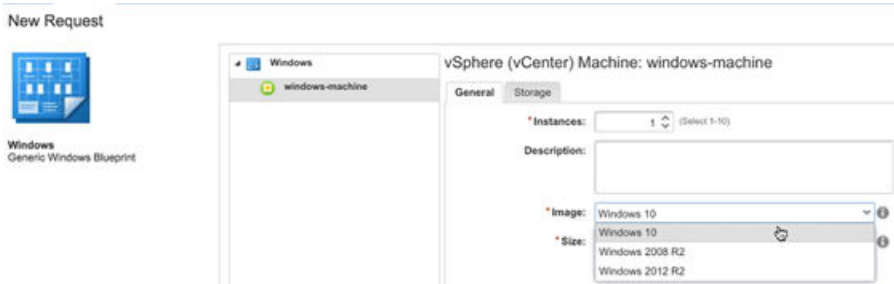 New Request
Windows
Generic Windows Blueprint
Windows
windows-machine
vSphere (vCenter) Machine: windows-machine
General Storage
*Instances: 1 (Select 1-10)
Description:
*Image: Windows 10
*Size:
Windows 10
Windows 2008 R2
Windows 2012 R2